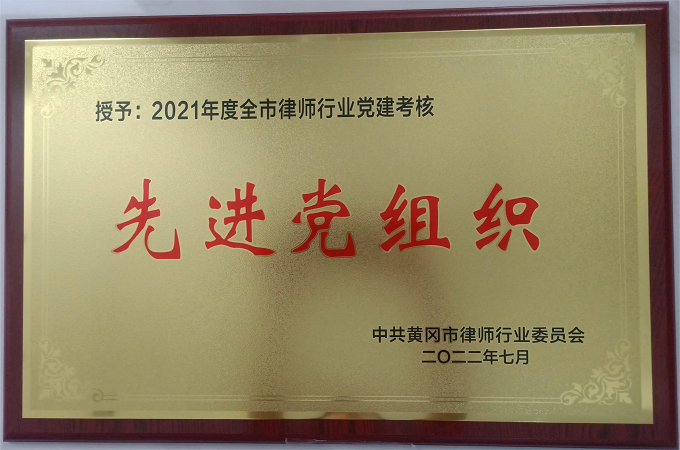 授予：2021年度全市律师行业党建考核
先进党组织
中共黄冈市律师行业委员会
二〇二二年七月